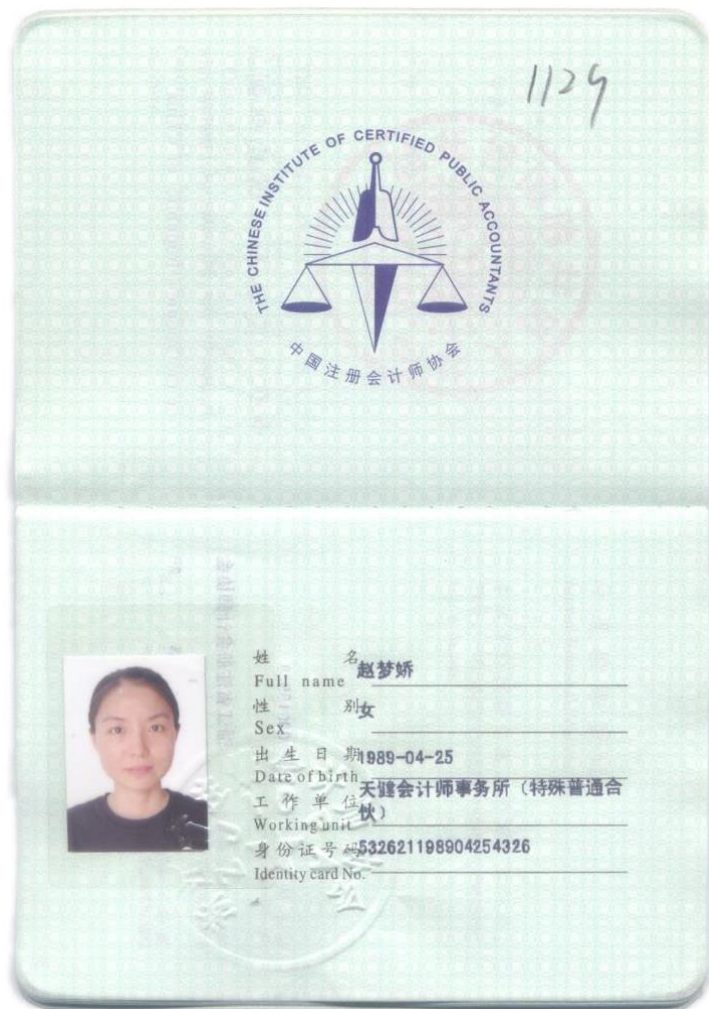 1129
THE CHINESE INSTITUTE OF CERTIFIED PUBLIC ACCOUNTANTS
中国注册会计师协会
姓 名 赵梦娇
Full name
性 别 女
Sex
出生日期 1989-04-25
Date of birth
工作单位 天健会计师事务所（特殊普通合
伙）
Working unit
身份证号码 532621198904254326
Identity card No.